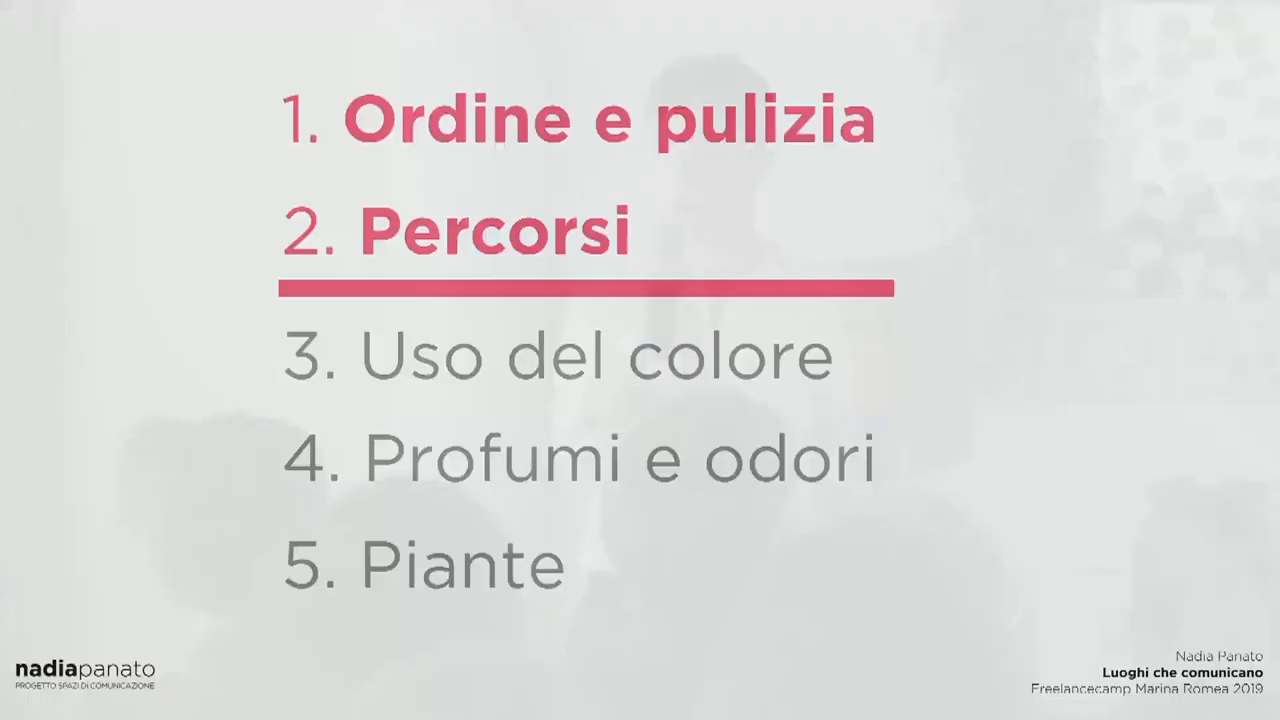 1. Ordine e pulizia
2. Percorsi
3. Uso del colore
4. Profumi e odori
5. Piante
nadiapanato
PROGETTO SPAZI DI COMUNICAZIONE
Nadia Panato
Luoghi che comunicano
Freelancecamp Marina Romea 2019